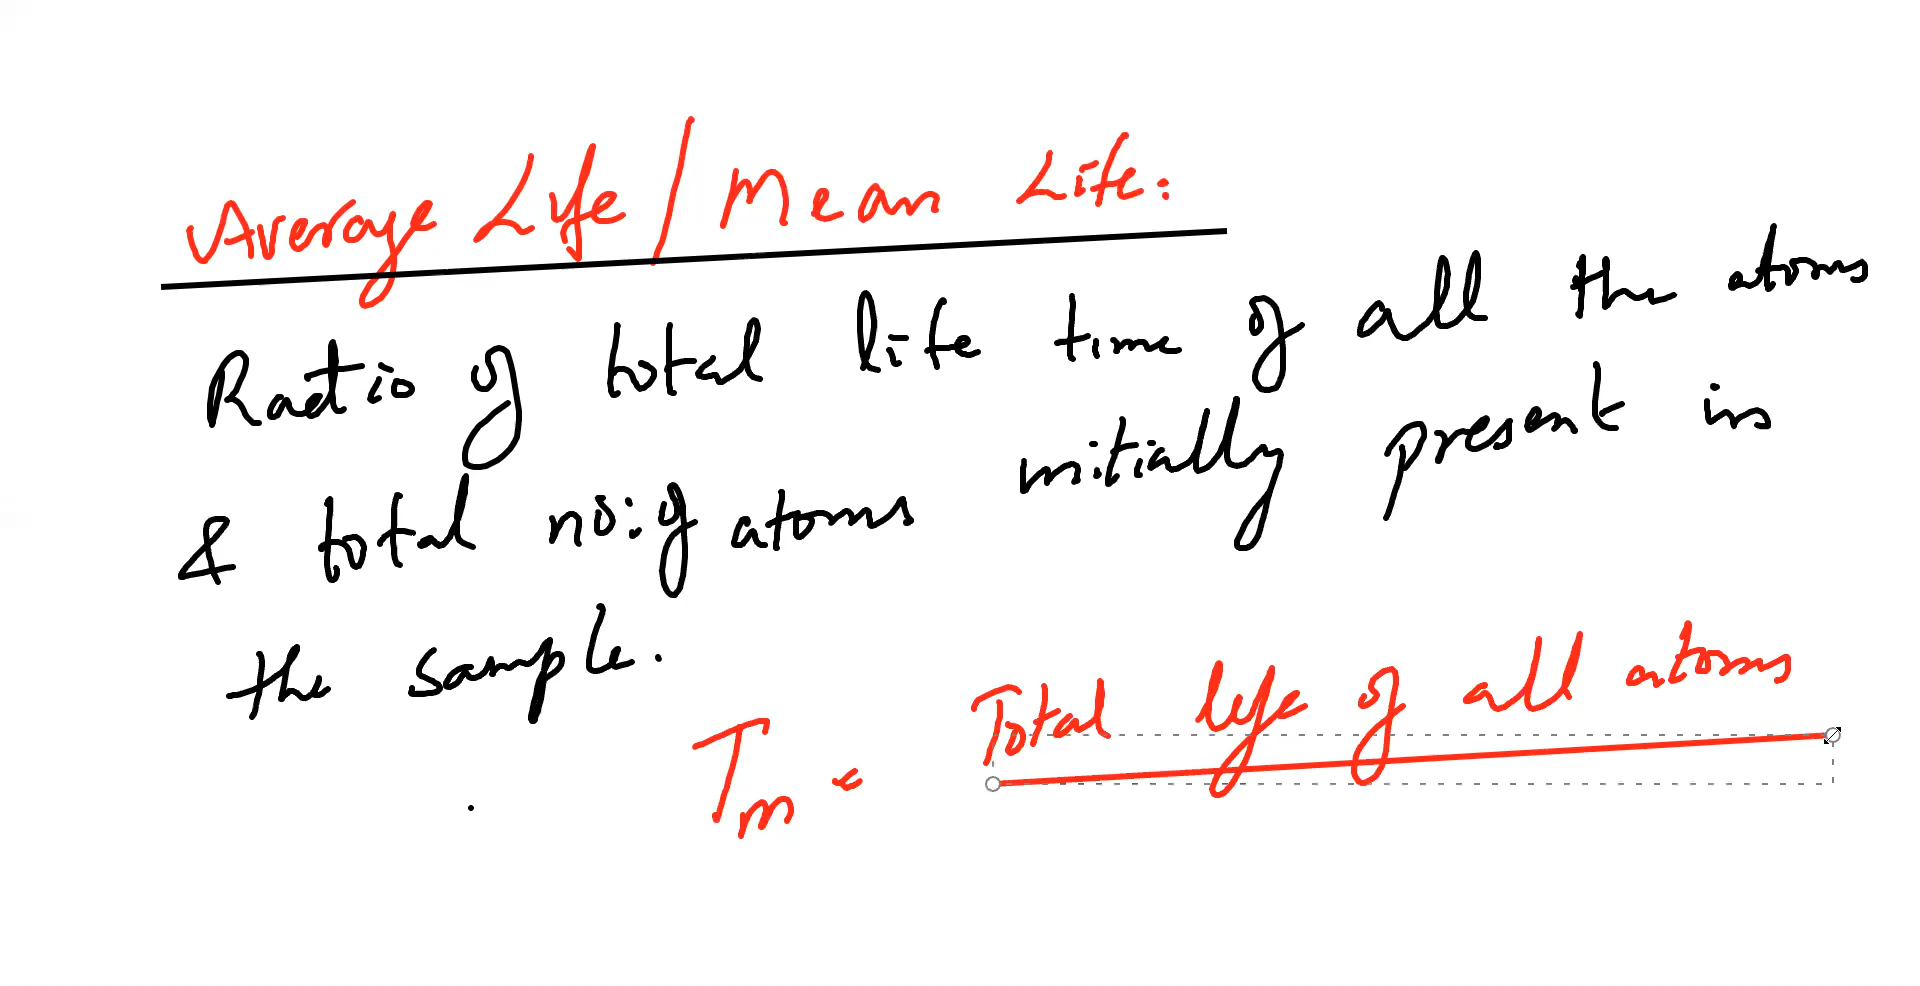 Average Life / Mean Life:
Ratio of total life time of all the atoms
& total no: of atoms initially present in
the sample.
Total life of all atoms
Tm =